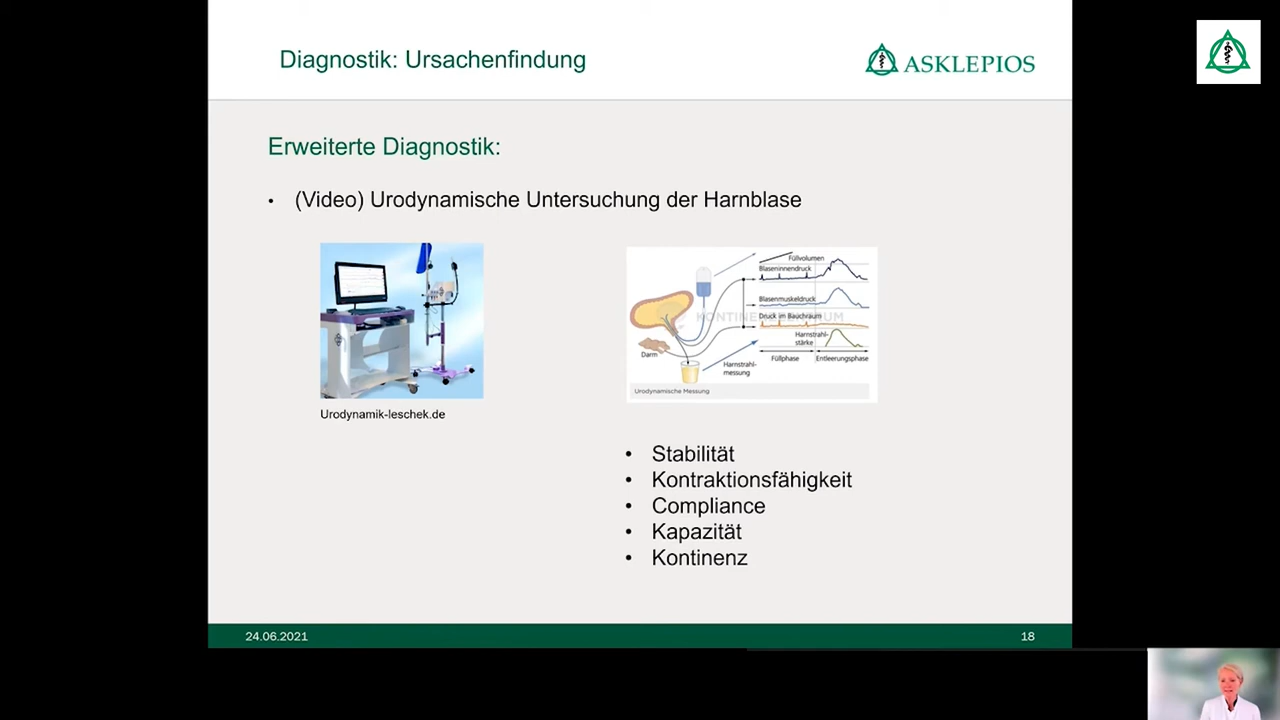 Diagnostik: Ursachenfindung
ASKLEPIOS
Erweiterte Diagnostik:
• (Video) Urodynamische Untersuchung der Harnblase
Füllvolumen
Blaseninnendruck
Blasenmuskeldruck
Druck im Bauchraum
Harnstrahl-
stärke
Darm
Füllphase
Entleerungsphase
Harnstrahl-
messung
Urodynamische Messung
Urodynamik-leschek.de
• Stabilität
• Kontraktionsfähigkeit
• Compliance
• Kapazität
• Kontinenz
24.06.2021
18